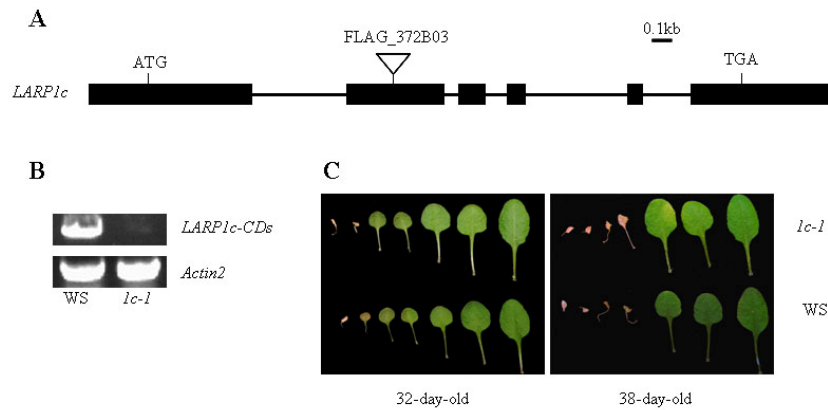 A
FLAG_372B03
0.1kb
ATG
TGA
LARP1c
B
C
LARP1c-CDs
Actin2
WS
1c-1
1c-1
WS
32-day-old
38-day-old